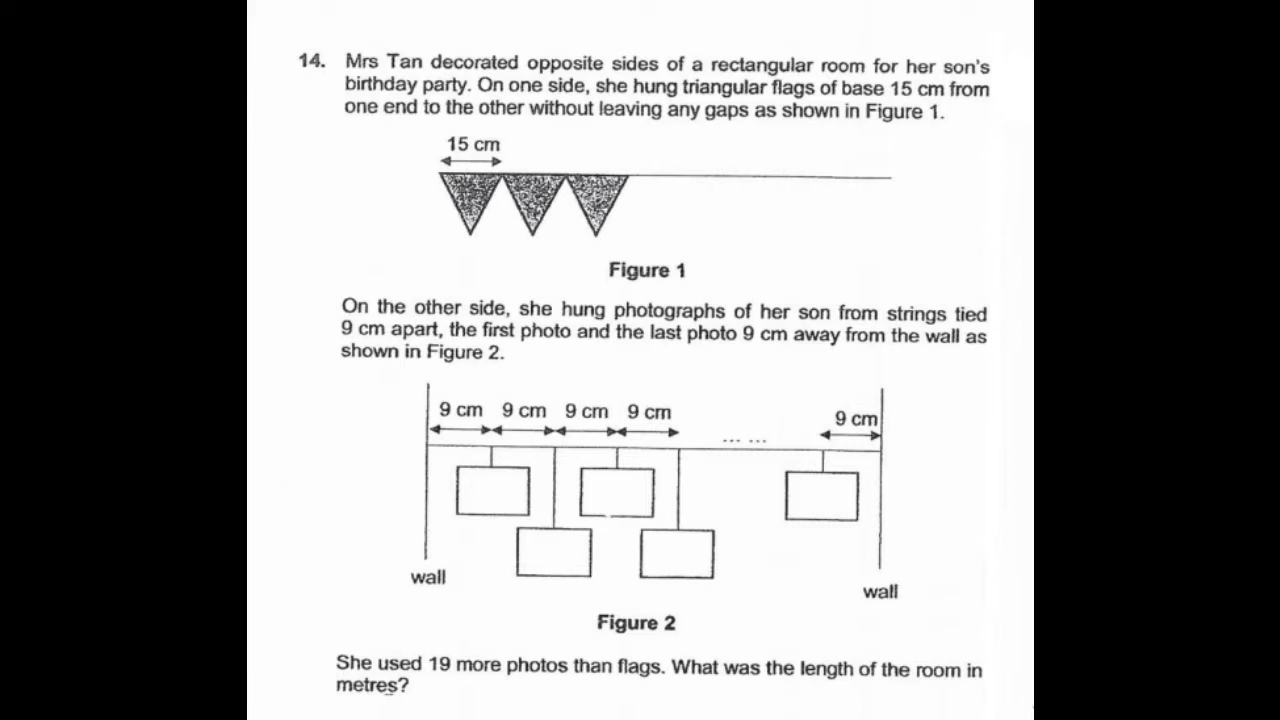 14. Mrs Tan decorated opposite sides of a rectangular room for her son's
birthday party. On one side, she hung triangular flags of base 15 cm from
one end to the other without leaving any gaps as shown in Figure 1.
15 cm
Figure 1
On the other side, she hung photographs of her son from strings tied
9 cm apart, the first photo and the last photo 9 cm away from the wall as
shown in Figure 2.
9 cm 9 cm 9 cm 9 cm 9 cm
... ...
wall wall
Figure 2
She used 19 more photos than flags. What was the length of the room in
metres?